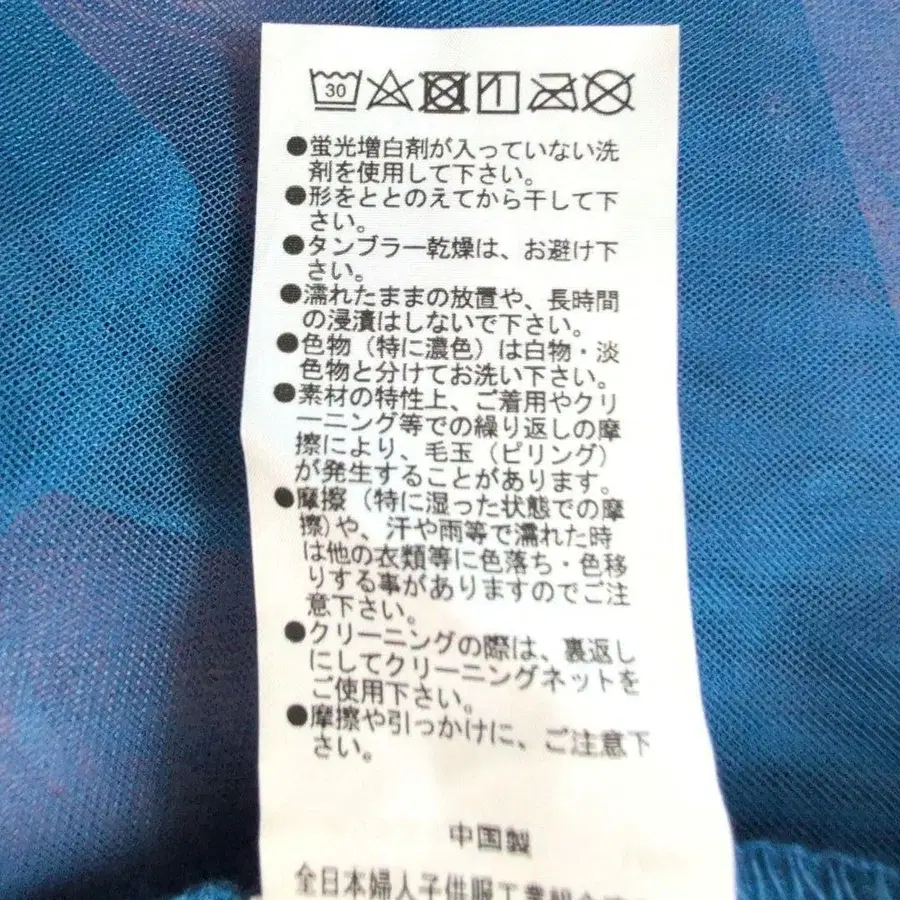 30
●蛍光増白剤が入っていない洗
剤を使用して下さい。
●形をととのえてから干して下
さい。
●タンブラー乾燥は、お避け下
さい。
●濡れたままの放置や、長時間
の浸漬はしないで下さい。
●色物（特に濃色）は白物・淡
色物と分けてお洗い下さい。
●素材の特性上、ご着用やクリ
ーニング等での繰り返しの摩
擦により、毛玉（ピリング）
が発生することがあります。
●摩擦（特に湿った状態での摩
擦)や、汗や雨等で濡れた時
は他の衣類等に色落ち・色移
りする事がありますのでご注
意下さい。
●クリーニングの際は、裏返し
にしてクリーニングネットを
ご使用下さい。
●摩擦や引っかけに、ご注意下
さい。
中国製
全日本婦人子供服工業組合